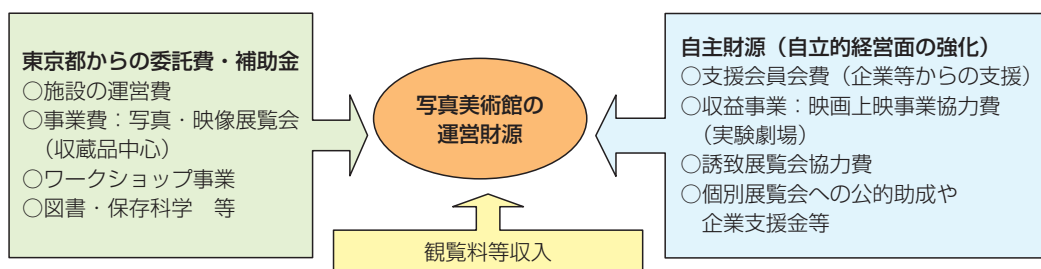 東京都からの委託費・補助金
○施設の運営費
○事業費：写真・映像展覧会
（収蔵品中心）
○ワークショップ事業
○図書・保存科学　等
写真美術館の
運営財源
観覧料等収入
自主財源（自立的経営面の強化）
○支援会員会費（企業等からの支援）
○収益事業：映画上映事業協力費
（実験劇場）
○誘致展覧会協力費
○個別展覧会への公的助成や
企業支援金等